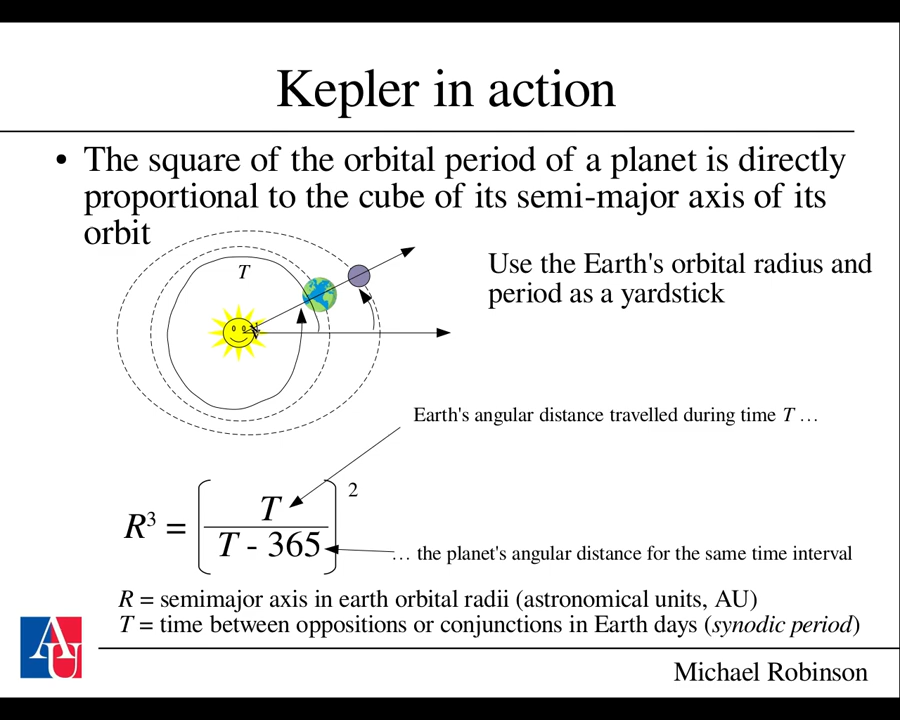 Kepler in action
• The square of the orbital period of a planet is directly
proportional to the cube of its semi-major axis of its
orbit
T
Use the Earth's orbital radius and
period as a yardstick
Earth's angular distance travelled during time T …
R³ = [ T / T - 365 ]²
… the planet's angular distance for the same time interval
R = semimajor axis in earth orbital radii (astronomical units, AU)
T = time between oppositions or conjunctions in Earth days (synodic period)
AU
Michael Robinson